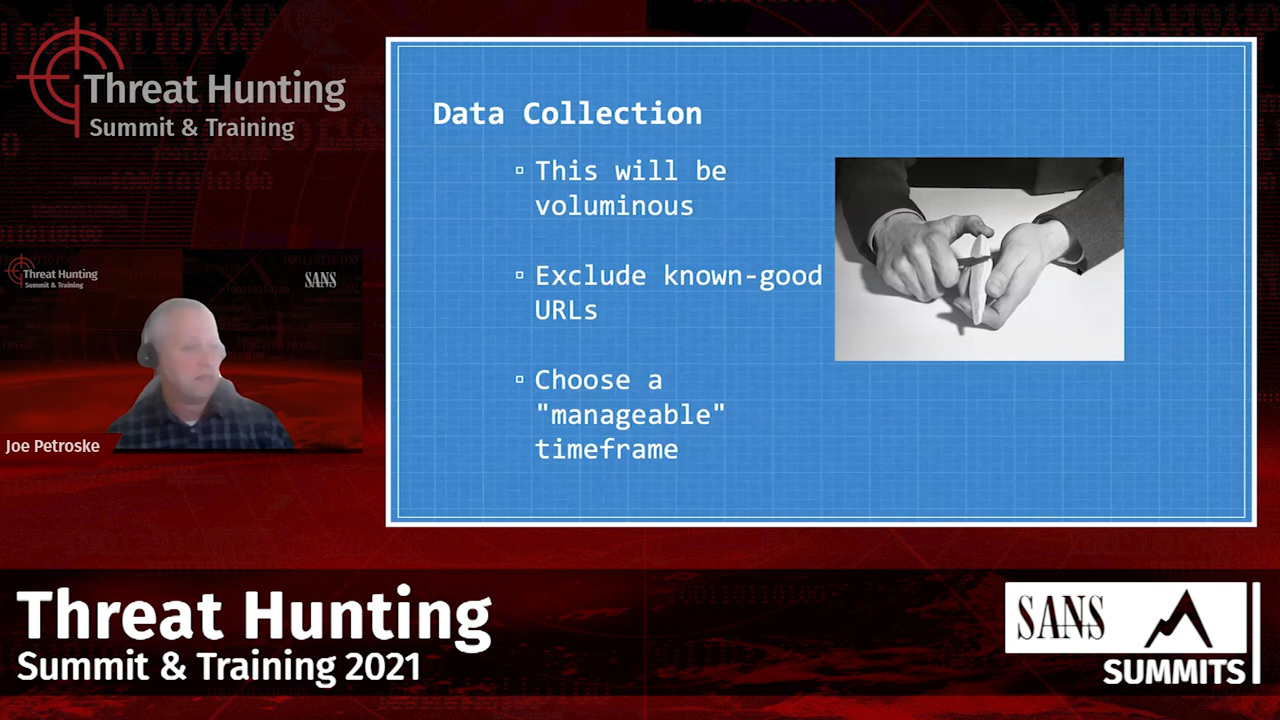 Threat Hunting
Summit & Training
Data Collection
▫ This will be
voluminous
▫ Exclude known-good
URLs
▫ Choose a
"manageable"
timeframe
Threat Hunting
Summit & Training
SANS
Joe Petroske
Threat Hunting
Summit & Training 2021
SANS
SUMMITS